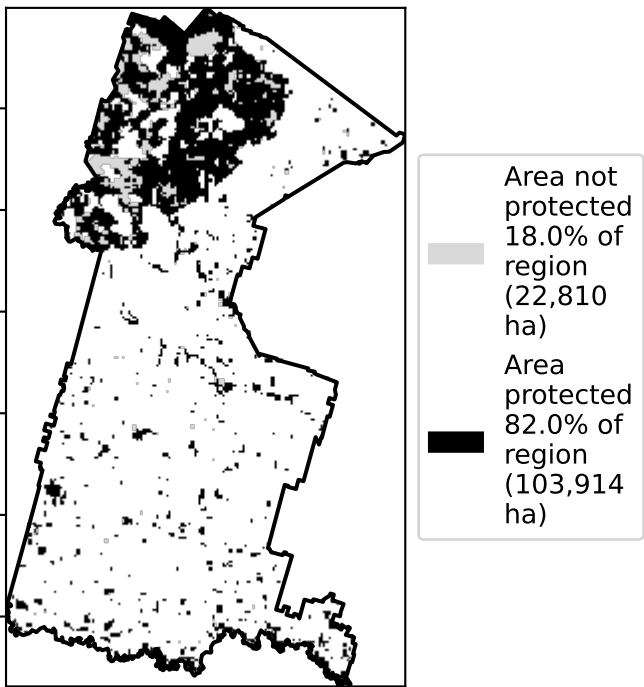 Area not
protected
18.0% of
region
(22,810
ha)
Area
protected
82.0% of
region
(103,914
ha)